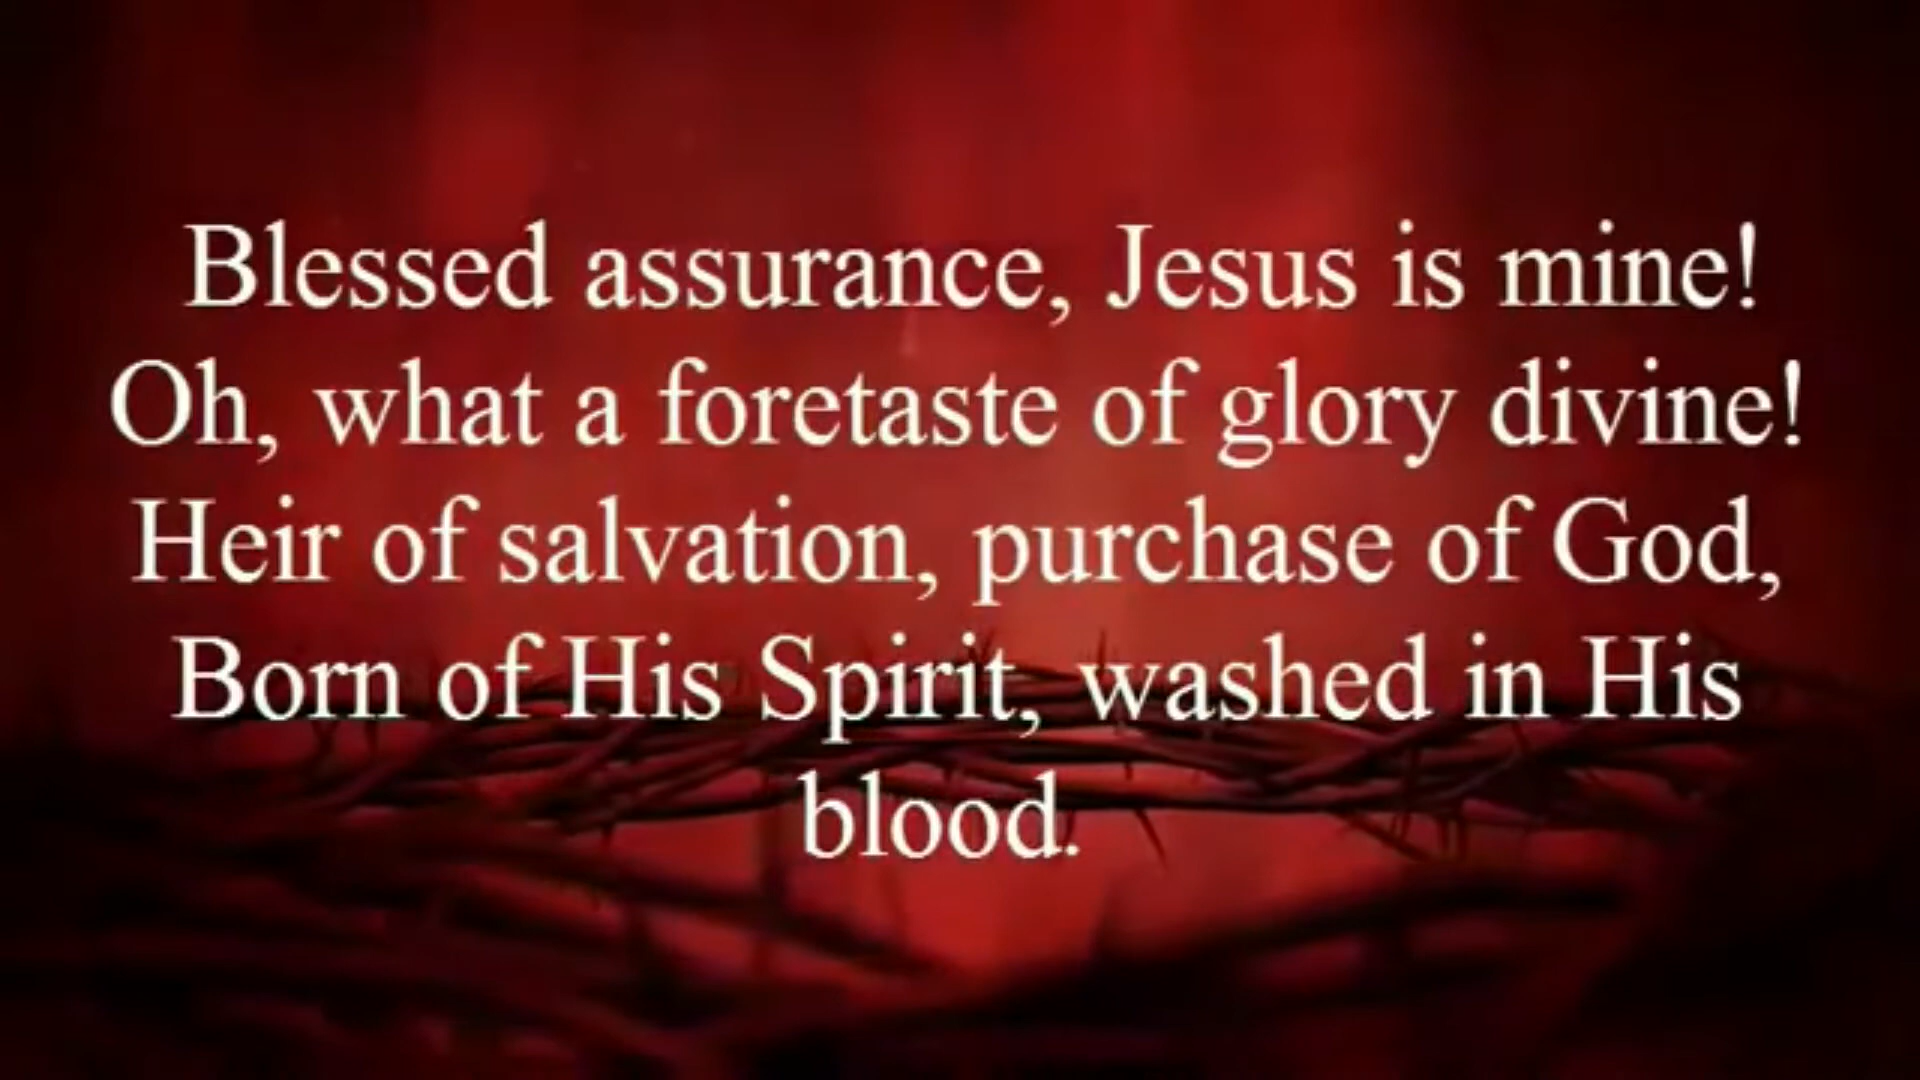 Blessed assurance, Jesus is mine!
Oh, what a foretaste of glory divine!
Heir of salvation, purchase of God,
Born of His Spirit, washed in His
blood.